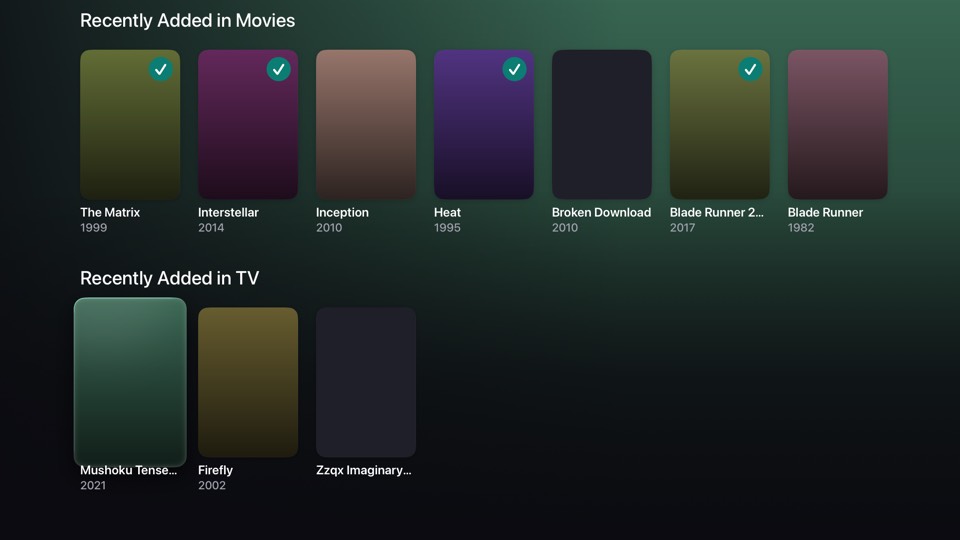 Recently Added in Movies
The Matrix
1999
Interstellar
2014
Inception
2010
Heat
1995
Broken Download
2010
Blade Runner 2...
2017
Blade Runner
1982
Recently Added in TV
Mushoku Tense...
2021
Firefly
2002
Zzqx Imaginary...